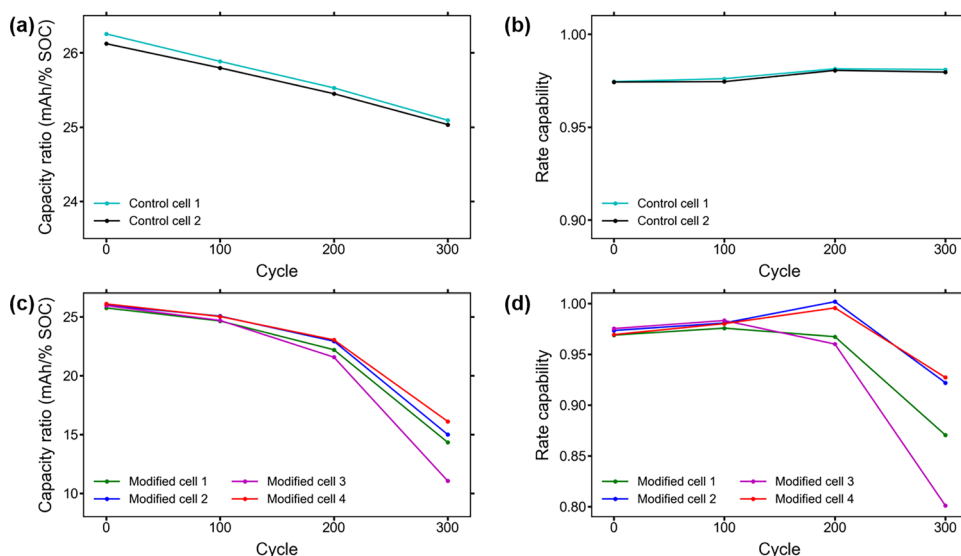 (a)
Capacity ratio (mAh/% SOC)
26
25
24
Control cell 1
Control cell 2
0 100 200 300
Cycle
(b)
Rate capability
1.00
0.95
0.90
Control cell 1
Control cell 2
0 100 200 300
Cycle
(c)
Capacity ratio (mAh/% SOC)
25
20
15
10
Modified cell 1 Modified cell 3
Modified cell 2 Modified cell 4
0 100 200 300
Cycle
(d)
Rate capability
1.00
0.95
0.90
0.85
0.80
Modified cell 1 Modified cell 3
Modified cell 2 Modified cell 4
0 100 200 300
Cycle